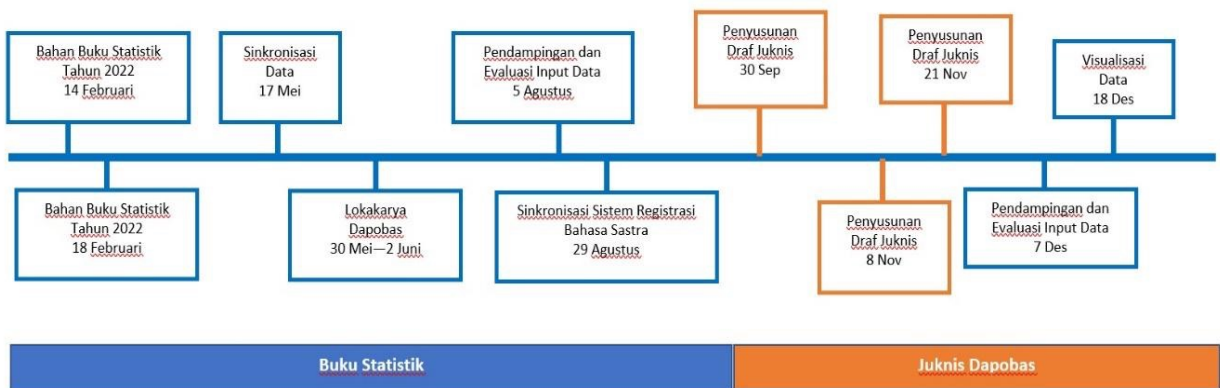 Bahan Buku Statistik
Tahun 2022
14 Februari
Sinkronisasi
Data
17 Mei
Pendampingan dan
Evaluasi Input Data
5 Agustus
Penyusunan
Draf Juknis
30 Sep
Penyusunan
Draf Juknis
21 Nov
Visualisasi
Data
18 Des
Bahan Buku Statistik
Tahun 2022
18 Februari
Lokakarya
Dapobas
30 Mei—2 Juni
Sinkronisasi Sistem Registrasi
Bahasa Sastra
29 Agustus
Penyusunan
Draf Juknis
8 Nov
Pendampingan dan
Evaluasi Input Data
7 Des
Buku Statistik
Juknis Dapobas